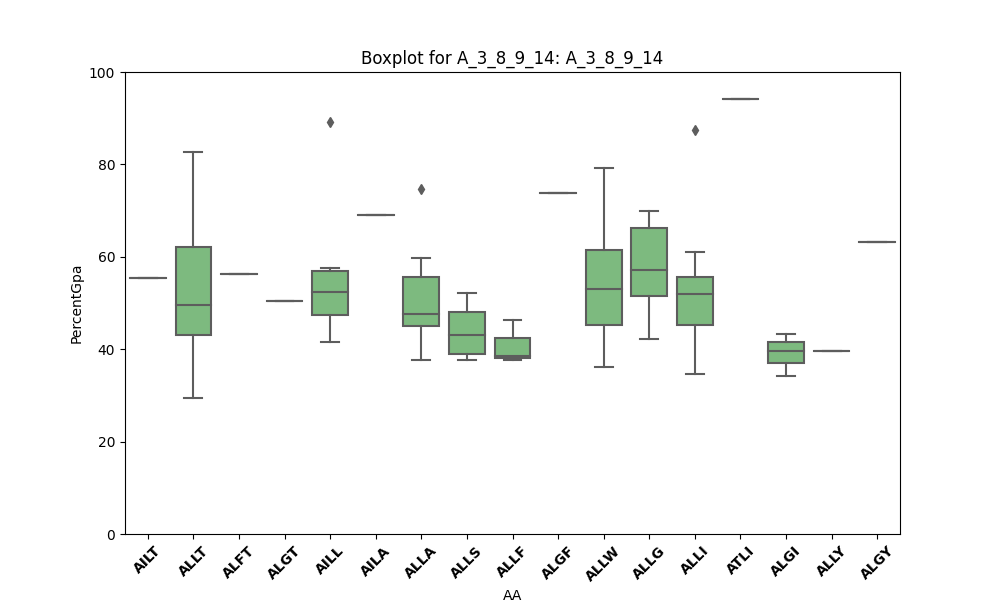 Boxplot for A_3_8_9_14: A_3_8_9_14
100
80
60
40
20
0
PercentGpa
AILT ALLT ALFT ALGT AILL AILA ALLA ALLS ALLF ALGF ALLW ALLG ALLI ATLI ALGI ALLY ALGY
AA